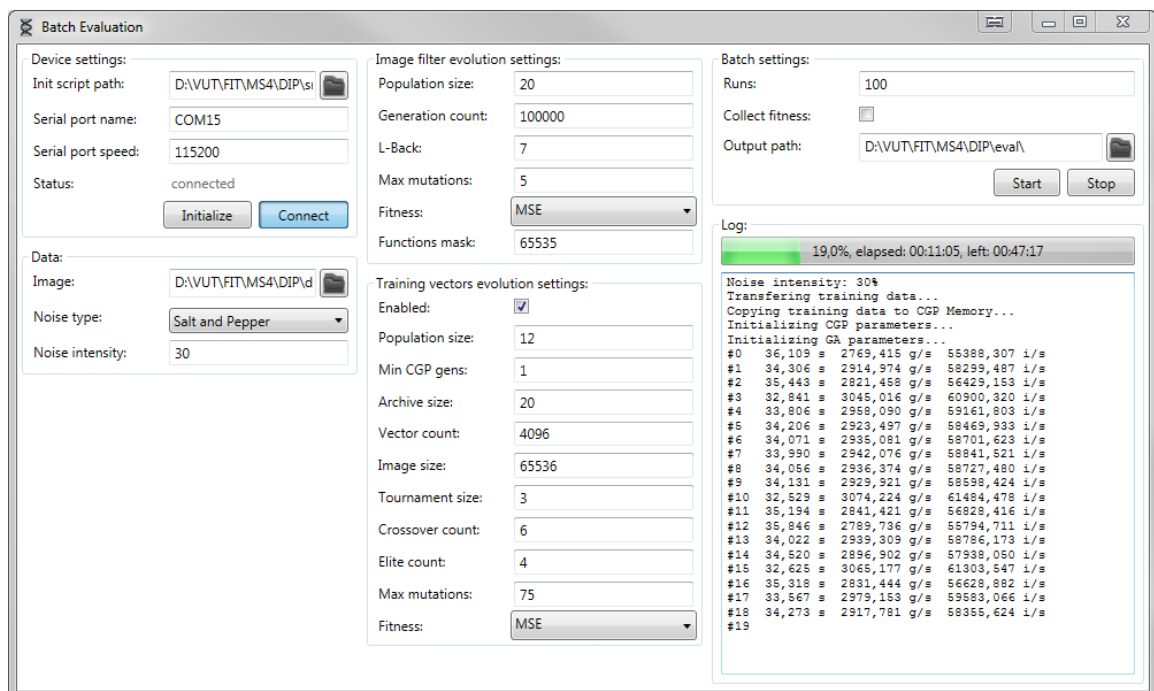 Batch Evaluation
Device settings:
Init script path: D:\VUT\FIT\MS4\DIP\sr
Serial port name: COM15
Serial port speed: 115200
Status: connected
Initialize Connect
Data:
Image: D:\VUT\FIT\MS4\DIP\d
Noise type: Salt and Pepper
Noise intensity: 30
Image filter evolution settings:
Population size: 20
Generation count: 100000
L-Back: 7
Max mutations: 5
Fitness: MSE
Functions mask: 65535
Training vectors evolution settings:
Enabled:
Population size: 12
Min CGP gens: 1
Archive size: 20
Vector count: 4096
Image size: 65536
Tournament size: 3
Crossover count: 6
Elite count: 4
Max mutations: 75
Fitness: MSE
Batch settings:
Runs: 100
Collect fitness:
Output path: D:\VUT\FIT\MS4\DIP\eval\
Start Stop
Log:
19,0%, elapsed: 00:11:05, left: 00:47:17
Noise intensity: 30%
Transfering training data...
Copying training data to CGP Memory...
Initializing CGP parameters...
Initializing GA parameters...
#0 36,109 s 2769,415 g/s 55388,307 i/s
#1 34,306 s 2914,974 g/s 58299,487 i/s
#2 35,443 s 2821,458 g/s 56429,153 i/s
#3 32,841 s 3045,016 g/s 60900,320 i/s
#4 33,806 s 2958,090 g/s 59161,803 i/s
#5 34,206 s 2923,497 g/s 58469,933 i/s
#6 34,071 s 2935,081 g/s 58701,623 i/s
#7 33,990 s 2942,076 g/s 58841,521 i/s
#8 34,056 s 2936,374 g/s 58727,480 i/s
#9 34,131 s 2929,921 g/s 58598,424 i/s
#10 32,529 s 3074,224 g/s 61484,478 i/s
#11 35,194 s 2841,421 g/s 56828,416 i/s
#12 35,846 s 2789,736 g/s 55794,711 i/s
#13 34,022 s 2939,309 g/s 58786,173 i/s
#14 34,520 s 2896,902 g/s 57938,050 i/s
#15 32,625 s 3065,177 g/s 61303,547 i/s
#16 35,318 s 2831,444 g/s 56628,882 i/s
#17 33,567 s 2979,153 g/s 59583,066 i/s
#18 34,273 s 2917,781 g/s 58355,624 i/s
#19